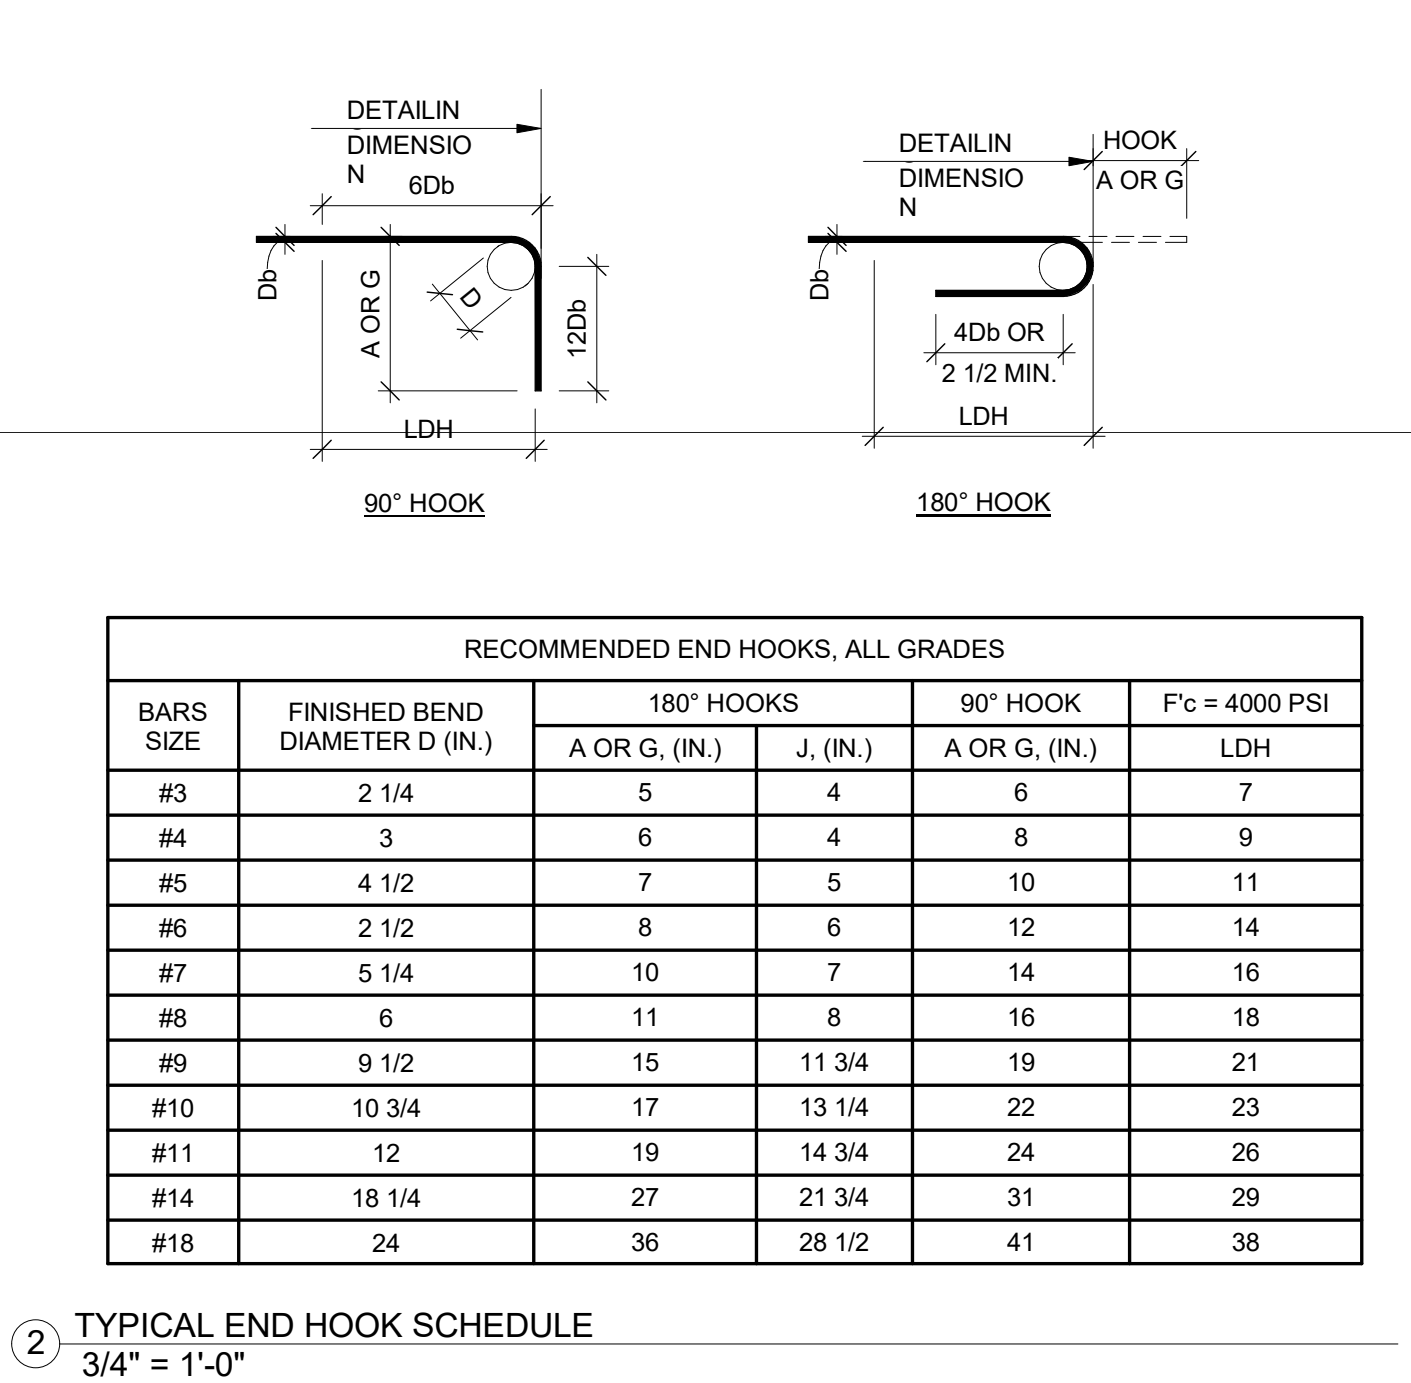 DETAILIN
DIMENSIO
N
6Db
Db
A OR G
D
12Db
LDH
90° HOOK
DETAILIN
DIMENSIO
N
HOOK
A OR G
Db
4Db OR
2 1/2 MIN.
LDH
180° HOOK
RECOMMENDED END HOOKS, ALL GRADES
BARS SIZE FINISHED BEND DIAMETER D (IN.) 180° HOOKS 90° HOOK F'c = 4000 PSI
A OR G, (IN.) J, (IN.) A OR G, (IN.) LDH
#3 2 1/4 5 4 6 7
#4 3 6 4 8 9
#5 4 1/2 7 5 10 11
#6 2 1/2 8 6 12 14
#7 5 1/4 10 7 14 16
#8 6 11 8 16 18
#9 9 1/2 15 11 3/4 19 21
#10 10 3/4 17 13 1/4 22 23
#11 12 19 14 3/4 24 26
#14 18 1/4 27 21 3/4 31 29
#18 24 36 28 1/2 41 38
2 TYPICAL END HOOK SCHEDULE
3/4" = 1'-0"